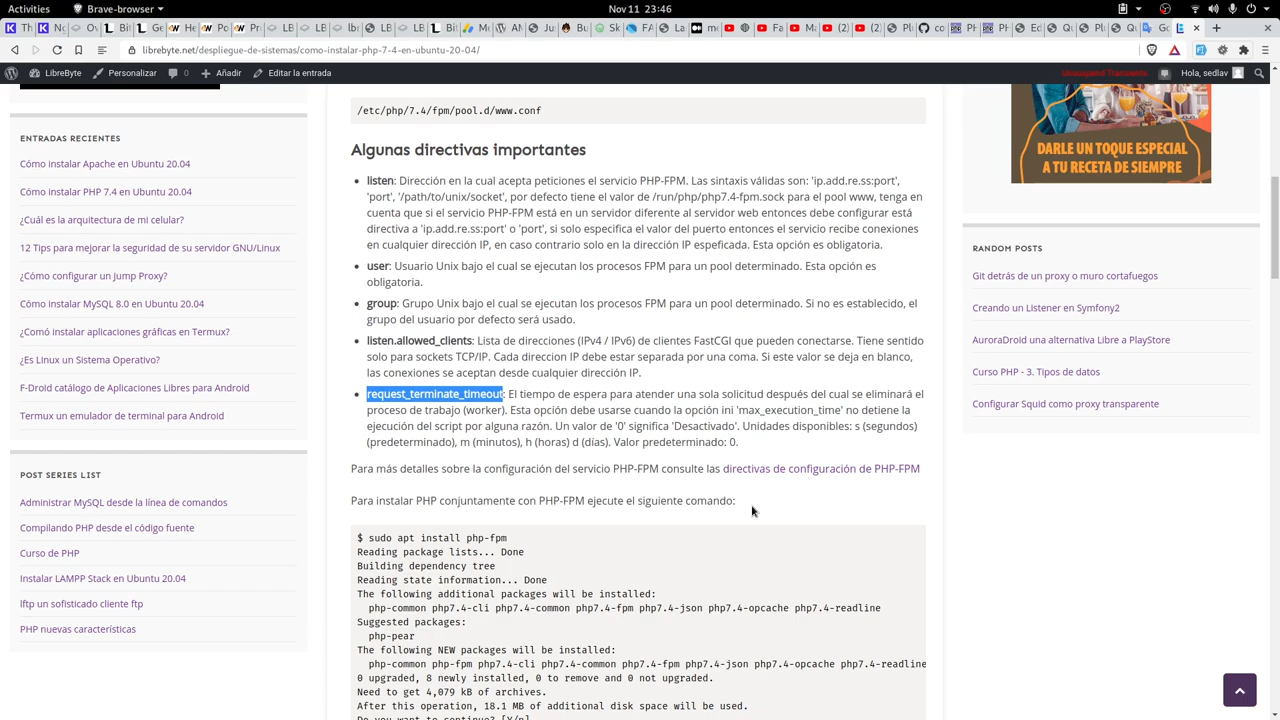 Activities
Brave-browser
Nov 11 23:46
librebyte.net/despliegue-de-sistemas/como-instalar-php-7-4-en-ubuntu-20-04/
LibreByte
Personalizar
0
Añadir
Editar la entrada
Hola, sedlav
ENTRADAS RECIENTES
Cómo instalar Apache en Ubuntu 20.04
Cómo instalar PHP 7.4 en Ubuntu 20.04
¿Cuál es la arquitectura de mi celular?
12 Tips para mejorar la seguridad de su servidor GNU/Linux
¿Cómo configurar un Jump Proxy?
Cómo instalar MySQL 8.0 en Ubuntu 20.04
¿Comó instalar aplicaciones gráficas en Termux?
¿Es Linux un Sistema Operativo?
F-Droid catálogo de Aplicaciones Libres para Android
Termux un emulador de terminal para Android
POST SERIES LIST
Administrar MySQL desde la línea de comandos
Compilando PHP desde el código fuente
Curso de PHP
Instalar LAMPP Stack en Ubuntu 20.04
lftp un sofisticado cliente ftp
PHP nuevas características
/etc/php/7.4/fpm/pool.d/www.conf
Algunas directivas importantes
listen: Dirección en la cual acepta peticiones el servicio PHP-FPM. Las sintaxis válidas son: 'ip.add.re.ss:port',
'port', '/path/to/unix/socket', por defecto tiene el valor de /run/php/php7.4-fpm.sock para el pool www, tenga en
cuenta que si el servicio PHP-FPM está en un servidor diferente al servidor web entonces debe configurar está
directiva a 'ip.add.re.ss:port' o 'port', si solo especifica el valor del puerto entonces el servicio recibe conexiones
en cualquier dirección IP, en caso contrario solo en la dirección IP espeficada. Esta opción es obligatoria.
user: Usuario Unix bajo el cual se ejecutan los procesos FPM para un pool determinado. Esta opción es
obligatoria.
group: Grupo Unix bajo el cual se ejecutan los procesos FPM para un pool determinado. Si no es establecido, el
grupo del usuario por defecto será usado.
listen.allowed_clients: Lista de direcciones (IPv4 / IPv6) de clientes FastCGI que pueden conectarse. Tiene sentido
solo para sockets TCP/IP. Cada direccion IP debe estar separada por una coma. Si este valor se deja en blanco,
las conexiones se aceptan desde cualquier dirección IP.
request_terminate_timeout: El tiempo de espera para atender una sola solicitud después del cual se eliminará el
proceso de trabajo (worker). Esta opción debe usarse cuando la opción ini 'max_execution_time' no detiene la
ejecución del script por alguna razón. Un valor de '0' significa 'Desactivado'. Unidades disponibles: s (segundos)
(predeterminado), m (minutos), h (horas) d (días). Valor predeterminado: 0.
Para más detalles sobre la configuración del servicio PHP-FPM consulte las directivas de configuración de PHP-FPM
Para instalar PHP conjuntamente con PHP-FPM ejecute el siguiente comando:
$ sudo apt install php-fpm
Reading package lists... Done
Building dependency tree
Reading state information... Done
The following additional packages will be installed:
php-common php7.4-cli php7.4-common php7.4-fpm php7.4-json php7.4-opcache php7.4-readline
Suggested packages:
php-pear
The following NEW packages will be installed:
php-common php-fpm php7.4-cli php7.4-common php7.4-fpm php7.4-json php7.4-opcache php7.4-readline
0 upgraded, 8 newly installed, 0 to remove and 0 not upgraded.
Need to get 4,079 kB of archives.
After this operation, 18.1 MB of additional disk space will be used.
Do you want to continue? [Y/n]
DARLE UN TOQUE ESPECIAL
A TU RECETA DE SIEMPRE
RANDOM POSTS
Git detrás de un proxy o muro cortafuegos
Creando un Listener en Symfony2
AuroraDroid una alternativa Libre a PlayStore
Curso PHP - 3. Tipos de datos
Configurar Squid como proxy transparente